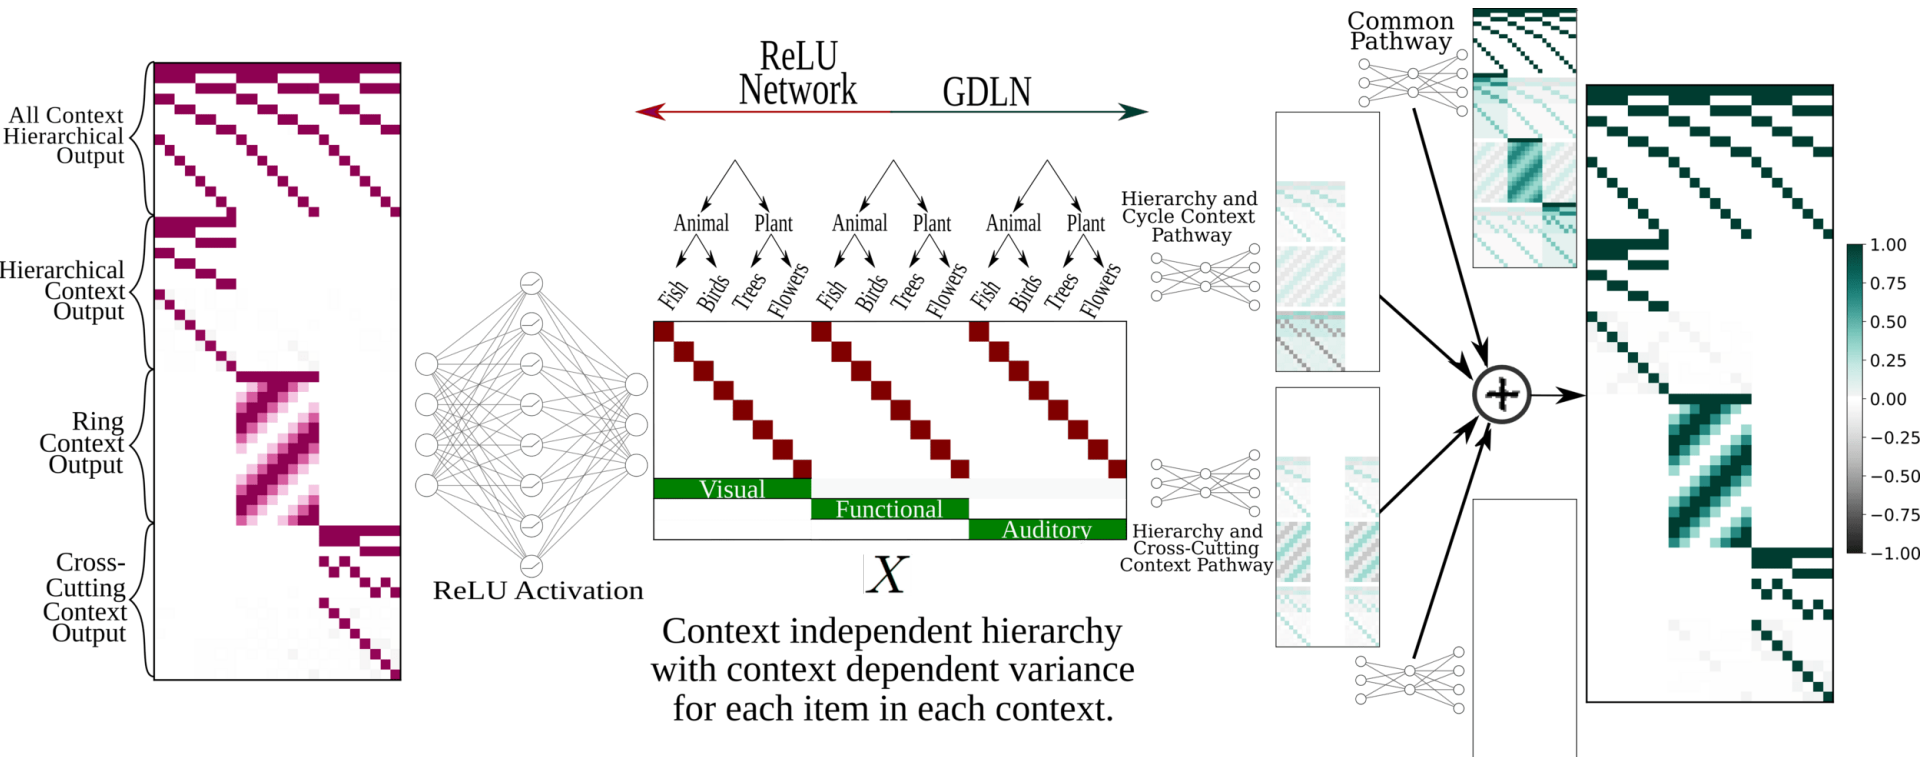 All Context
Hierarchical
Output
Hierarchical
Context
Output
Ring
Context
Output
Cross-
Cutting
Context
Output
ReLU Activation
ReLU
Network
GDLN
Animal Plant Animal Plant Animal Plant
Fish Birds Trees Flowers Fish Birds Trees Flowers Fish Birds Trees Flowers
Visual
Functional
Auditory
X
Context independent hierarchy
with context dependent variance
for each item in each context.
Common
Pathway
Hierarchy and
Cycle Context
Pathway
Hierarchy and
Cross-Cutting
Context Pathway
+
1.00
0.75
0.50
0.25
0.00
−0.25
−0.50
−0.75
−1.00